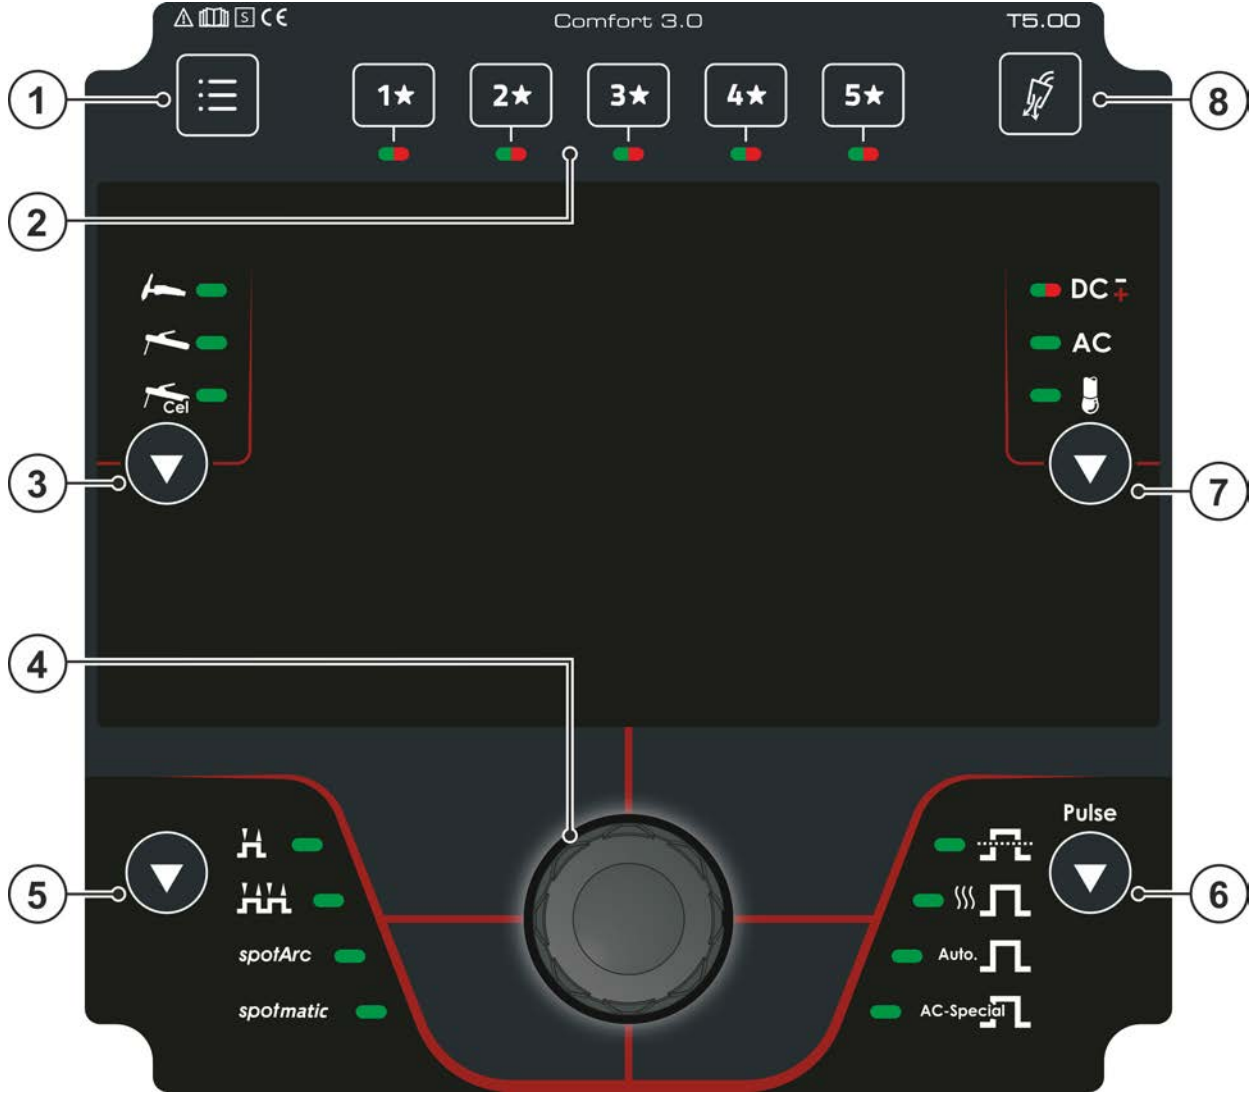 S CE Comfort 3.0 T5.00
1 1★ 2★ 3★ 4★ 5★ 8
2
DC - +
AC
Cel
3 7
4
Pulse
5 6
spotArc Auto.
spotmatic AC-Special